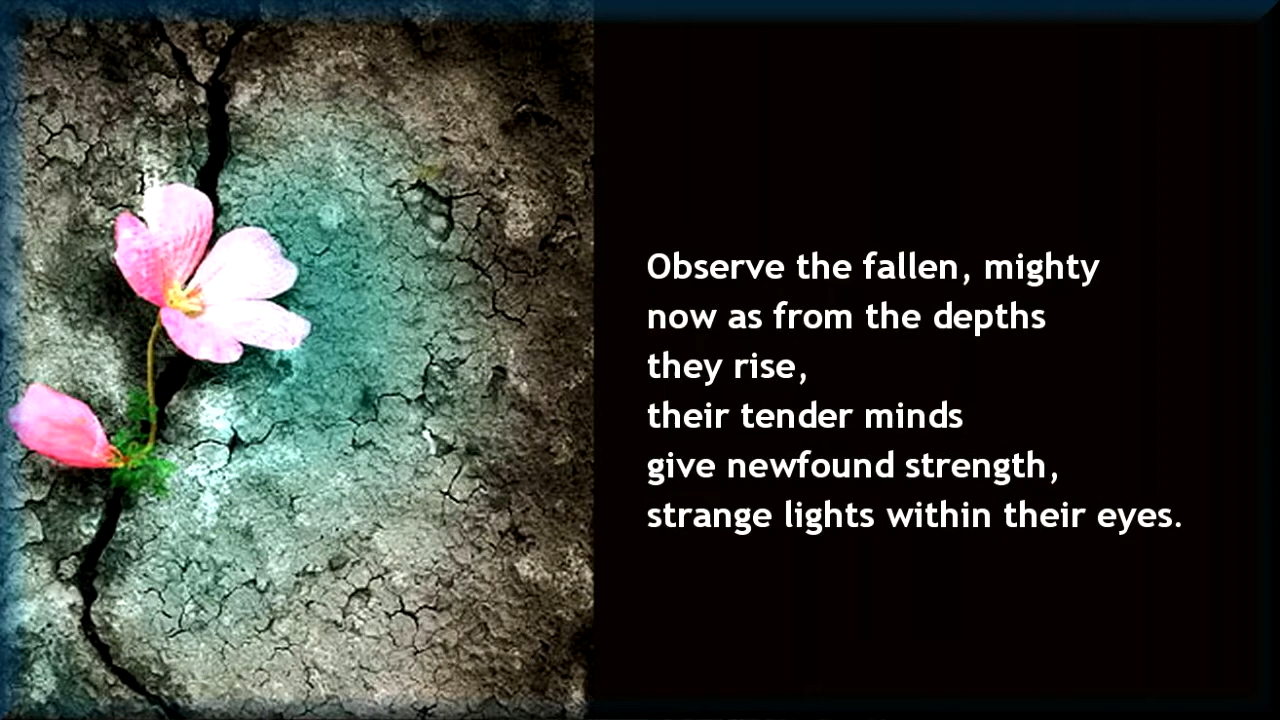 Observe the fallen, mighty
now as from the depths
they rise,
their tender minds
give newfound strength,
strange lights within their eyes.